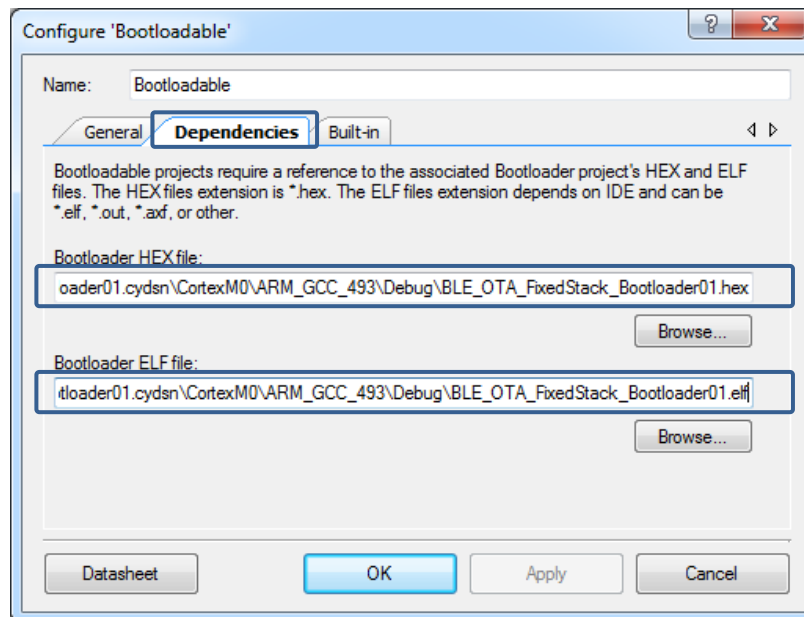 Configure 'Bootloadable'
Name: Bootloadable
General Dependencies Built-in
Bootloadable projects require a reference to the associated Bootloader project's HEX and ELF
files. The HEX files extension is *.hex. The ELF files extension depends on IDE and can be
*.elf, *.out, *.axf, or other.
Bootloader HEX file:
oader01.cydsn\CortexM0\ARM_GCC_493\Debug\BLE_OTA_FixedStack_Bootloader01.hex
Browse...
Bootloader ELF file:
tloader01.cydsn\CortexM0\ARM_GCC_493\Debug\BLE_OTA_FixedStack_Bootloader01.elf
Browse...
Datasheet OK Apply Cancel